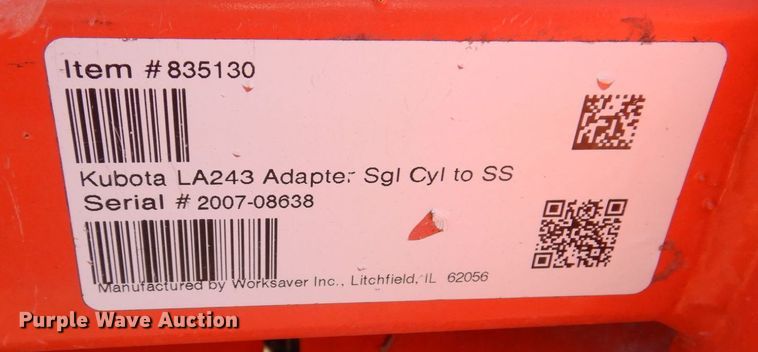 Item # 835130
Kubota LA243 Adapter Sgl Cyl to SS
Serial # 2007-08638
Manufactured by Worksaver Inc., Litchfield, IL 62056
Purple Wave Auction